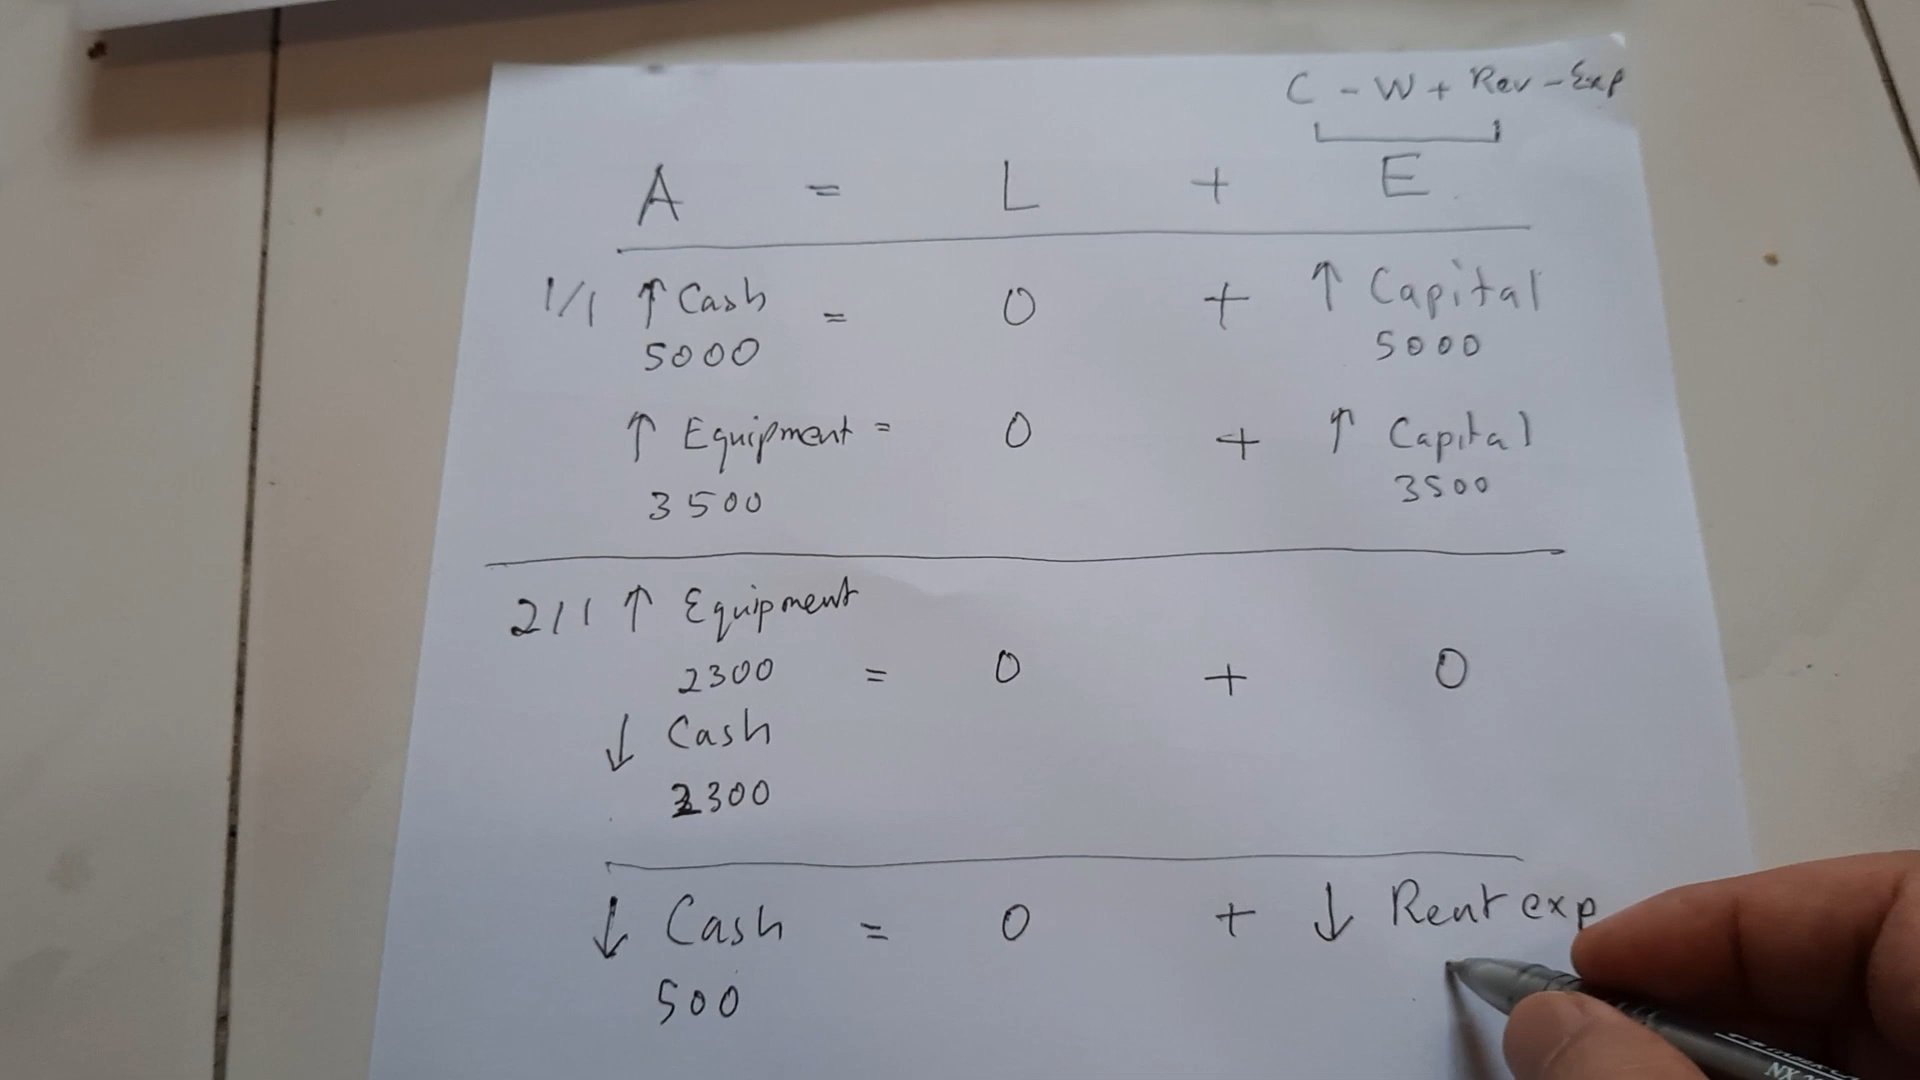 C - W + Rev - Exp
A = L + E
1/1 ↑ Cash = 0 + ↑ Capital
5000 5000
↑ Equipment = 0 + ↑ Capital
3500 3500
2/1 ↑ Equipment
2300 = 0 + 0
↓ Cash
2300
↓ Cash = 0 + ↓ Rent exp
500